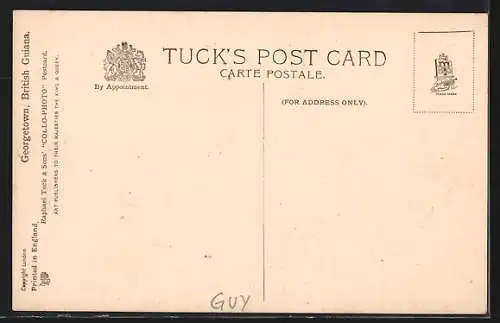 Georgetown, British Guiana.
Raphael Tuck & Sons' "COLLO-PHOTO" Postcard.
ART PUBLISHERS TO THEIR MAJESTIES THE KING & QUEEN.
Copyright London
Printed in England.
By Appointment.
TUCK'S POST CARD
CARTE POSTALE.
(FOR ADDRESS ONLY).
GUY